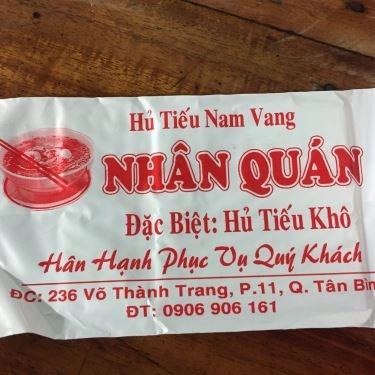 Hủ Tiếu Nam Vang
NHÂN QUÁN
Đặc Biệt: Hủ Tiếu Khô
Hân Hạnh Phục Vụ Quý Khách
ĐC: 236 Võ Thành Trang, P.11, Q. Tân Bìn
ĐT: 0906 906 161